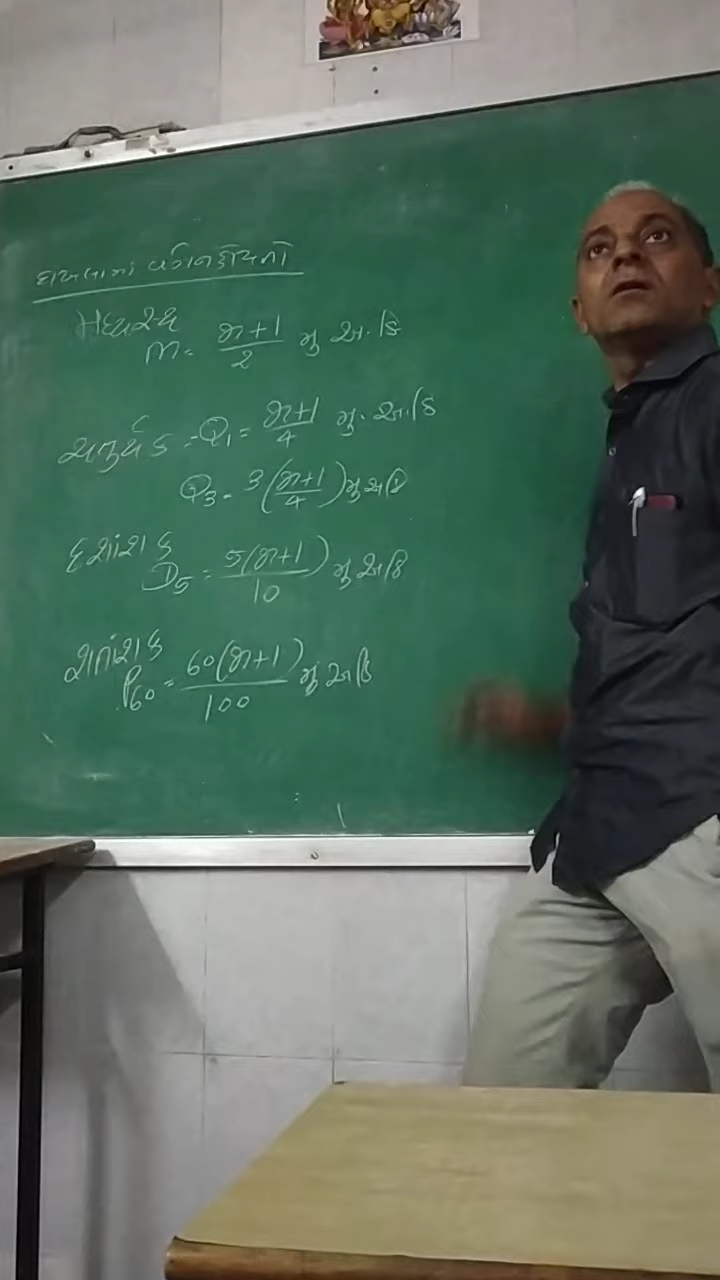 દાખલામાં વર્ગ ન હોય તો
મધ્યસ્થ
M = n+1/2 મું અ.કિં
ચતુર્થક - Q₁ = n+1/4 મું. અ.કિં
Q₃ = 3(n+1/4) મું અ કિં
દશાંશક
D₅ = 5(n+1)/10 મું અ કિં
શતાંશક
P₆₀ = 60(n+1)/100 મું અ કિં